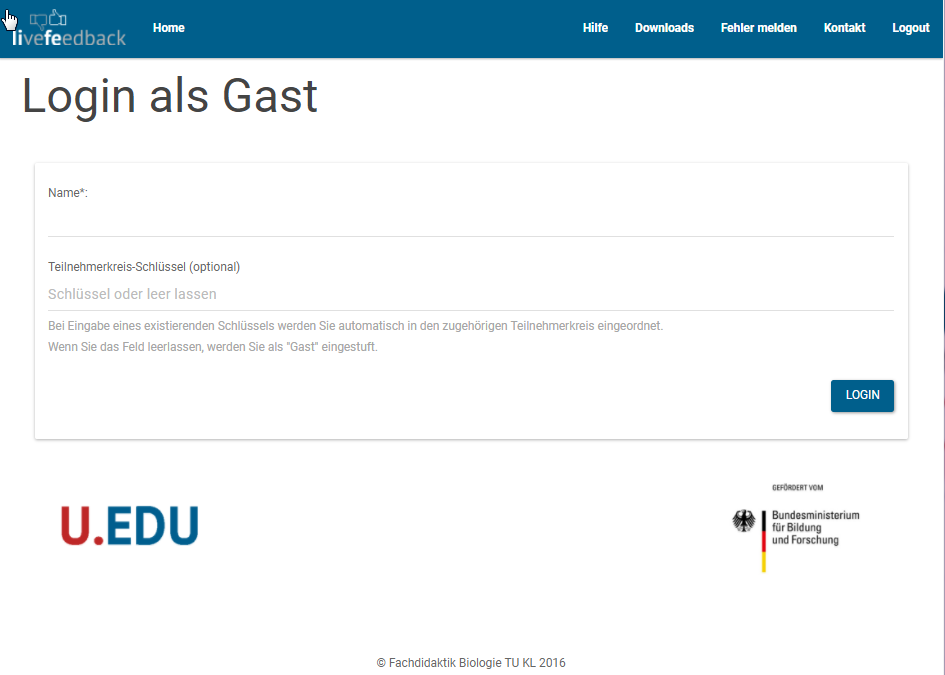 livefeedback
Home
Hilfe
Downloads
Fehler melden
Kontakt
Logout
Login als Gast
Name*:
Teilnehmerkreis-Schlüssel (optional)
Schlüssel oder leer lassen
Bei Eingabe eines existierenden Schlüssels werden Sie automatisch in den zugehörigen Teilnehmerkreis eingeordnet.
Wenn Sie das Feld leerlassen, werden Sie als "Gast" eingestuft.
LOGIN
U.EDU
GEFÖRDERT VOM
Bundesministerium
für Bildung
und Forschung
© Fachdidaktik Biologie TU KL 2016